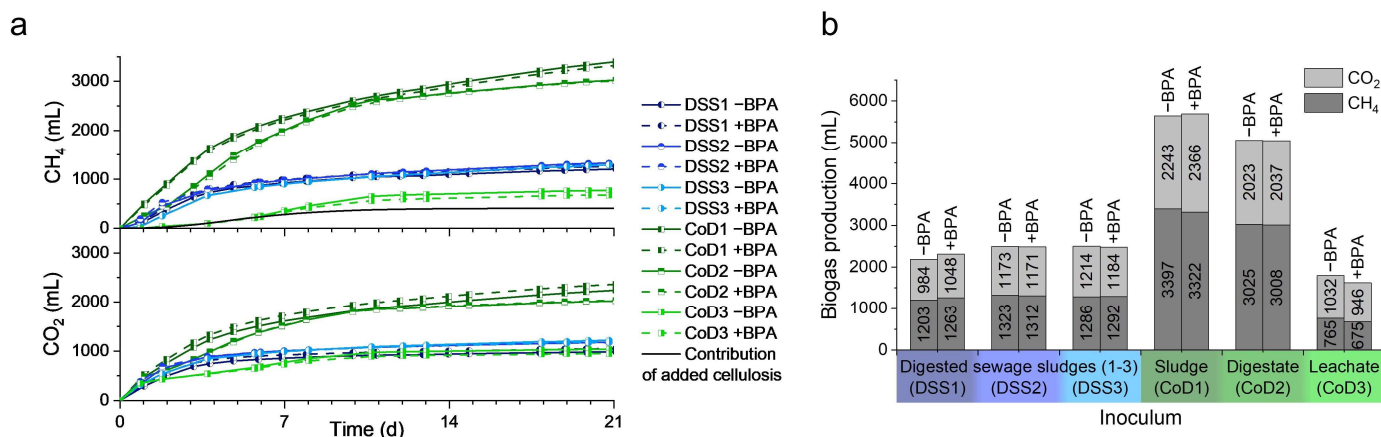 a
3000
2000
1000
0
CH₄ (mL)
3000
2000
1000
0
CO₂ (mL)
0
7
14
21
Time (d)
DSS1 −BPA
DSS1 +BPA
DSS2 −BPA
DSS2 +BPA
DSS3 −BPA
DSS3 +BPA
CoD1 −BPA
CoD1 +BPA
CoD2 −BPA
CoD2 +BPA
CoD3 −BPA
CoD3 +BPA
Contribution
of added cellulosis
b
CO₂
CH₄
Biogas production (mL)
6000
5000
4000
3000
2000
1000
0
−BPA
+BPA
−BPA
+BPA
−BPA
+BPA
−BPA
+BPA
−BPA
+BPA
−BPA
+BPA
984
1048
1173
1171
1214
1184
2243
2366
2023
2037
1032
946
1203
1263
1323
1312
1286
1292
3397
3322
3025
3008
765
675
Digested sewage sludges (1-3)
(DSS1)
(DSS2)
(DSS3)
Sludge
(CoD1)
Digestate
(CoD2)
Leachate
(CoD3)
Inoculum